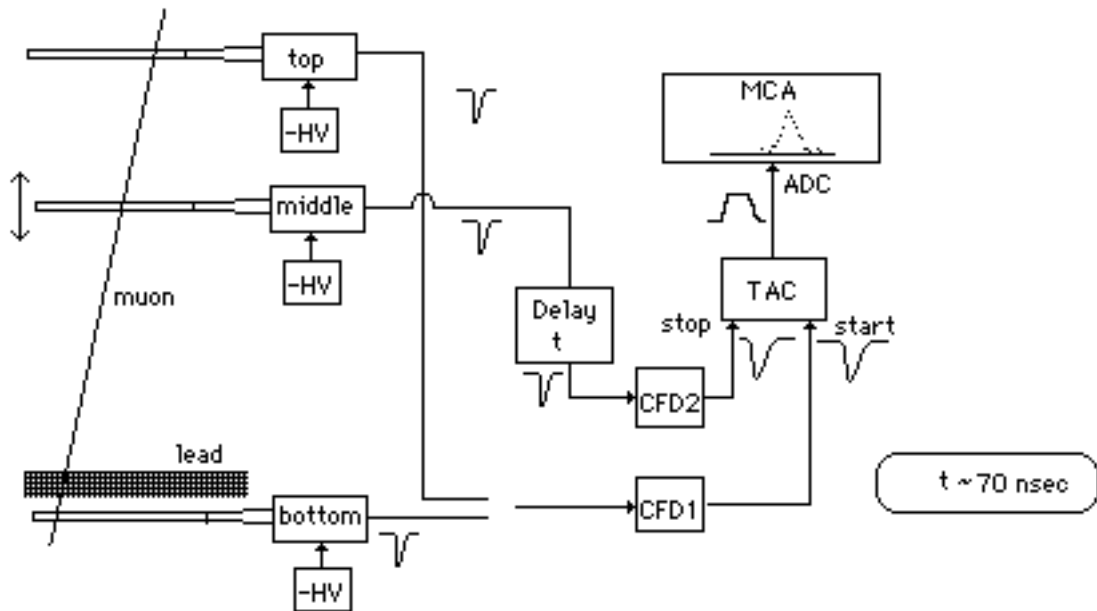 top
-HV
MCA
ADC
middle
-HV
muon
Delay
t
TAC
stop
start
CFD2
lead
bottom
-HV
CFD1
t ~ 70 nsec